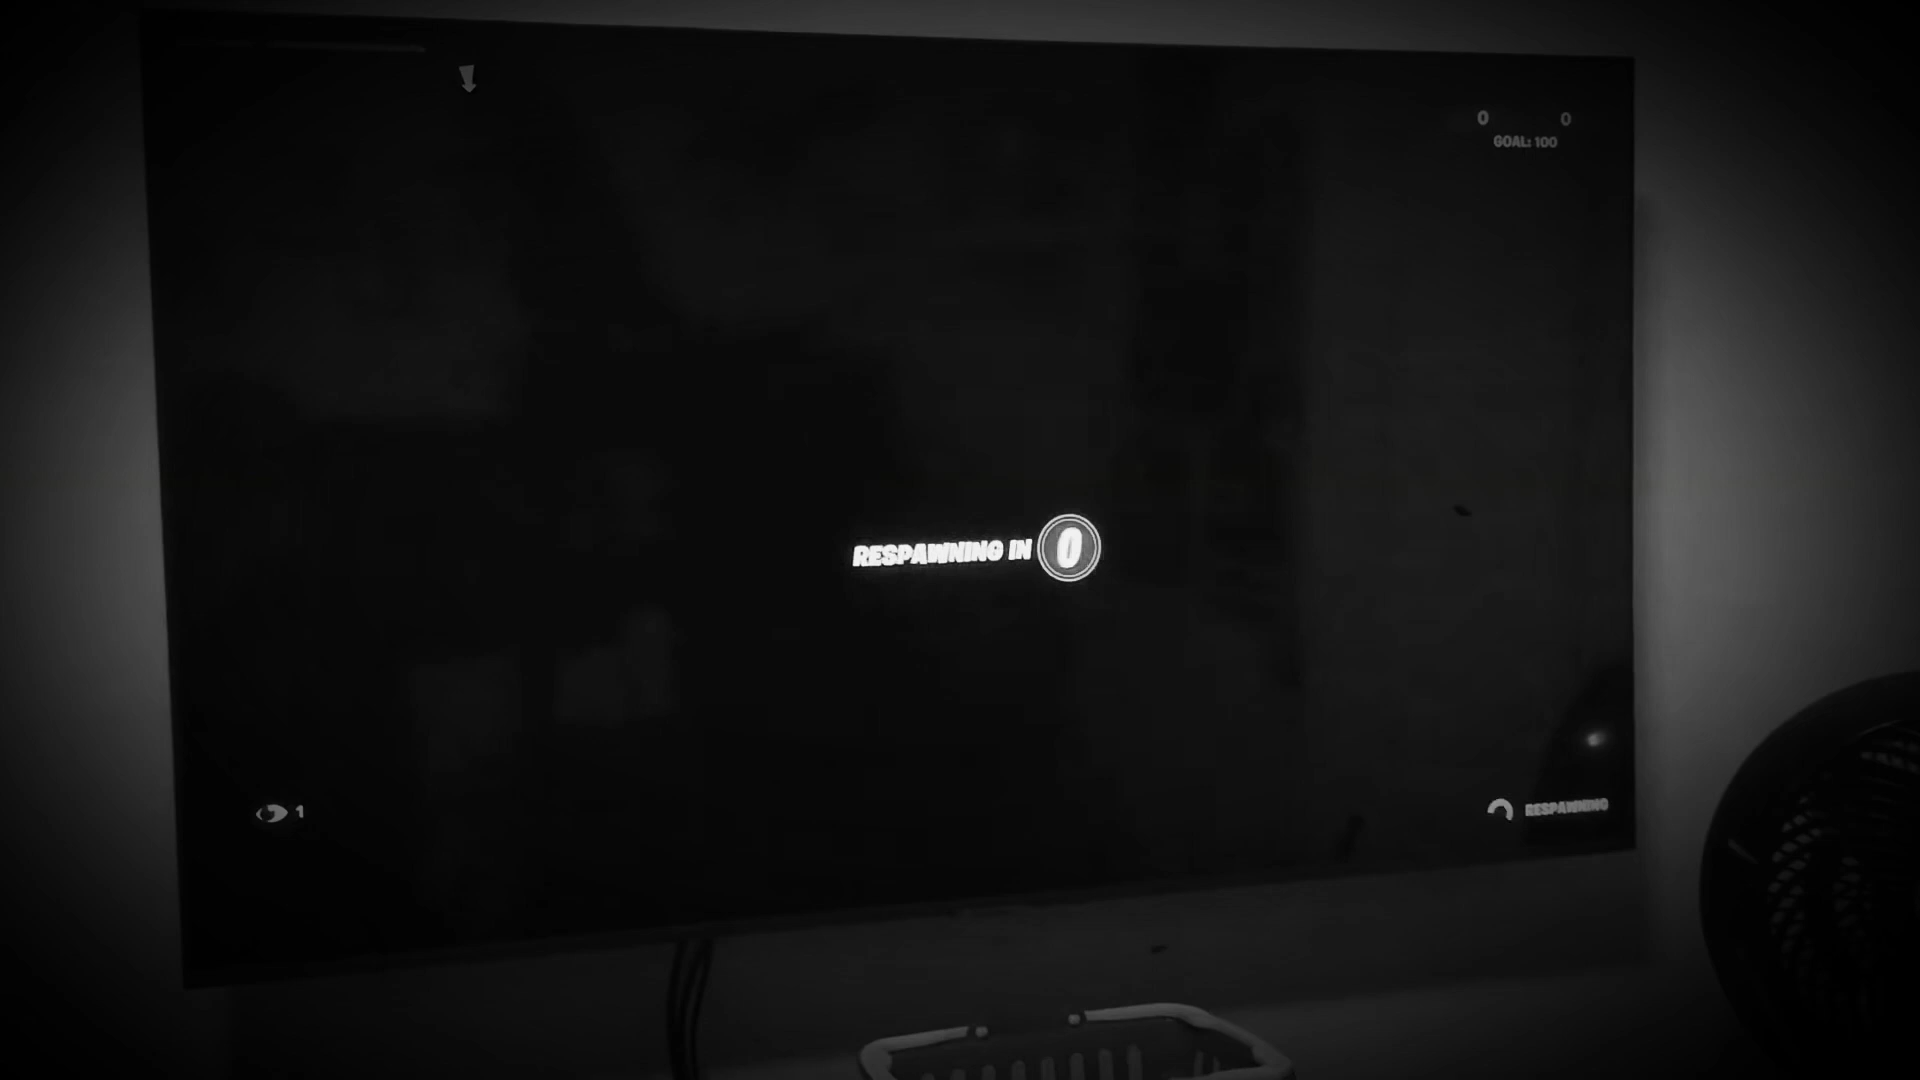 0 0
GOAL: 100
RESPAWNING IN 0
1
RESPAWNING